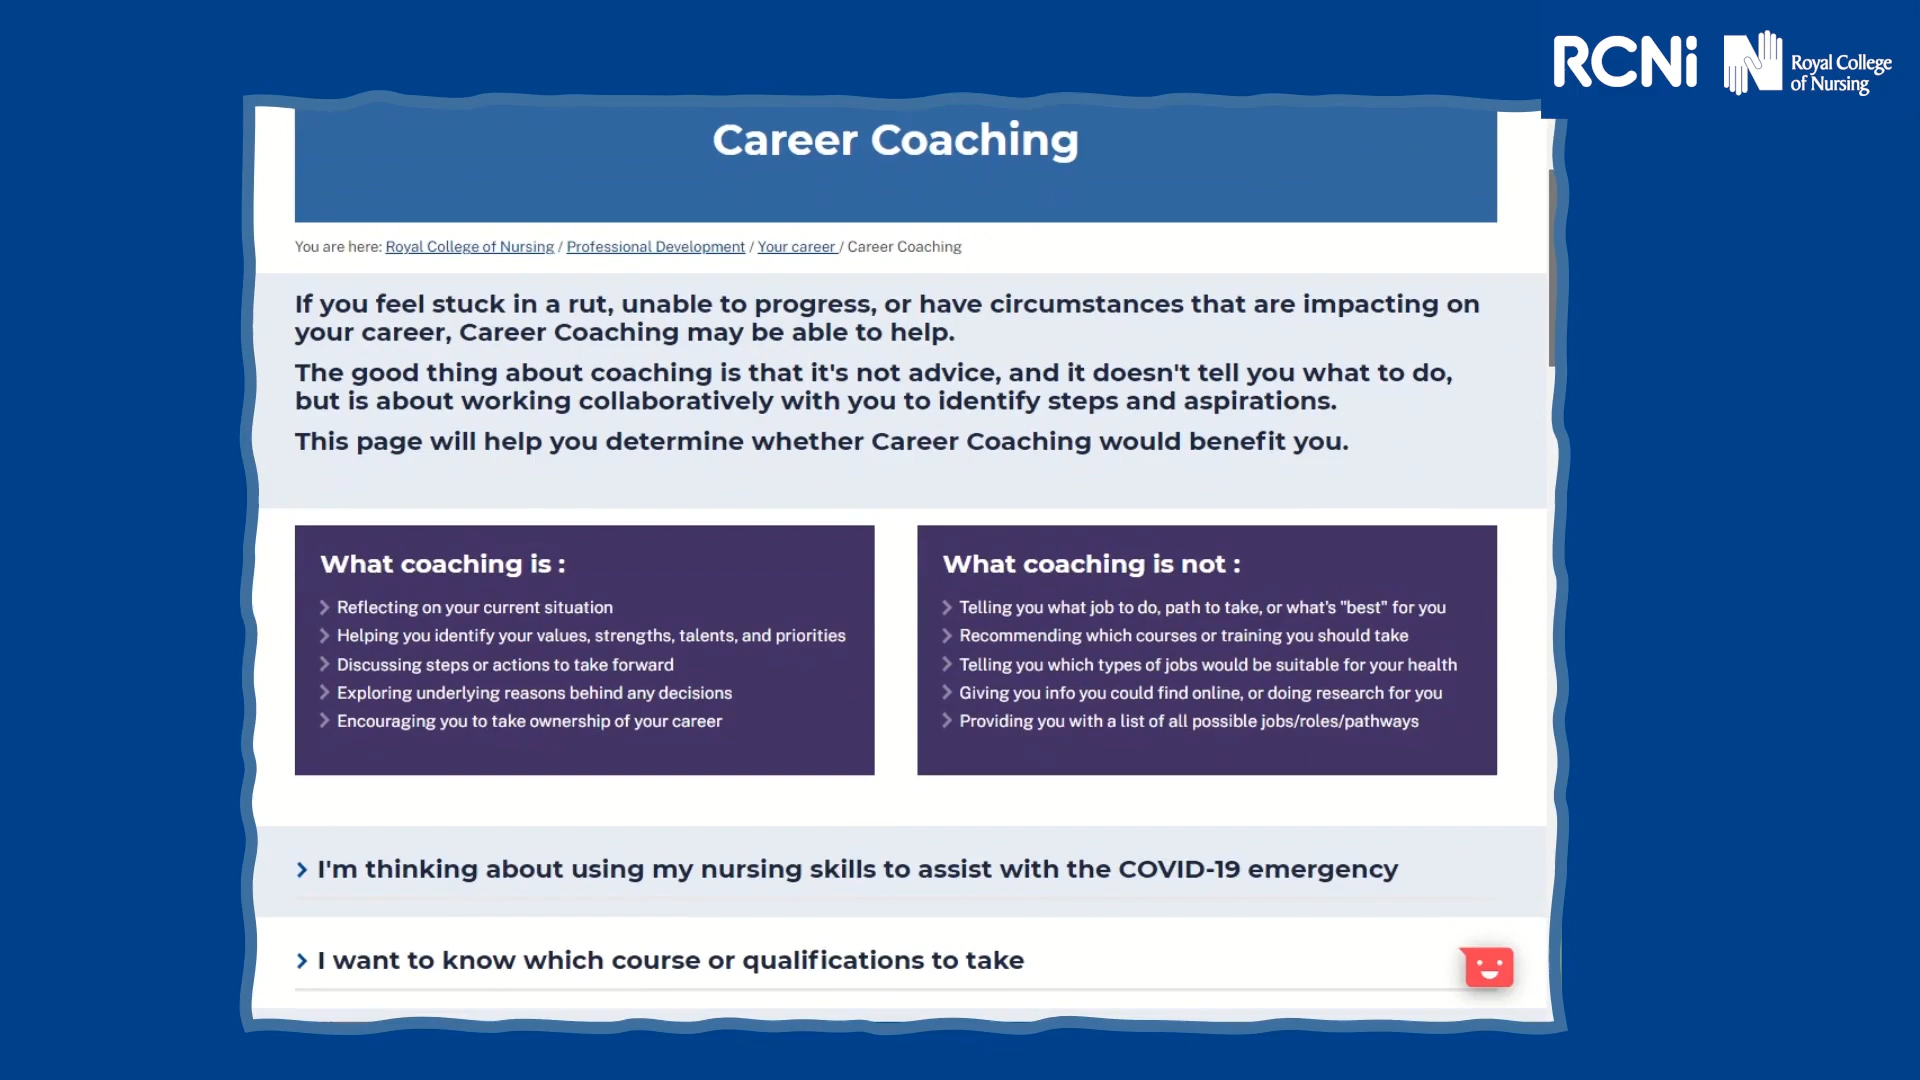 RCNi
Royal College
of Nursing
Career Coaching
You are here: Royal College of Nursing / Professional Development / Your career / Career Coaching
If you feel stuck in a rut, unable to progress, or have circumstances that are impacting on
your career, Career Coaching may be able to help.
The good thing about coaching is that it's not advice, and it doesn't tell you what to do,
but is about working collaboratively with you to identify steps and aspirations.
This page will help you determine whether Career Coaching would benefit you.
What coaching is :
Reflecting on your current situation
Helping you identify your values, strengths, talents, and priorities
Discussing steps or actions to take forward
Exploring underlying reasons behind any decisions
Encouraging you to take ownership of your career
What coaching is not :
Telling you what job to do, path to take, or what's "best" for you
Recommending which courses or training you should take
Telling you which types of jobs would be suitable for your health
Giving you info you could find online, or doing research for you
Providing you with a list of all possible jobs/roles/pathways
I'm thinking about using my nursing skills to assist with the COVID-19 emergency
I want to know which course or qualifications to take